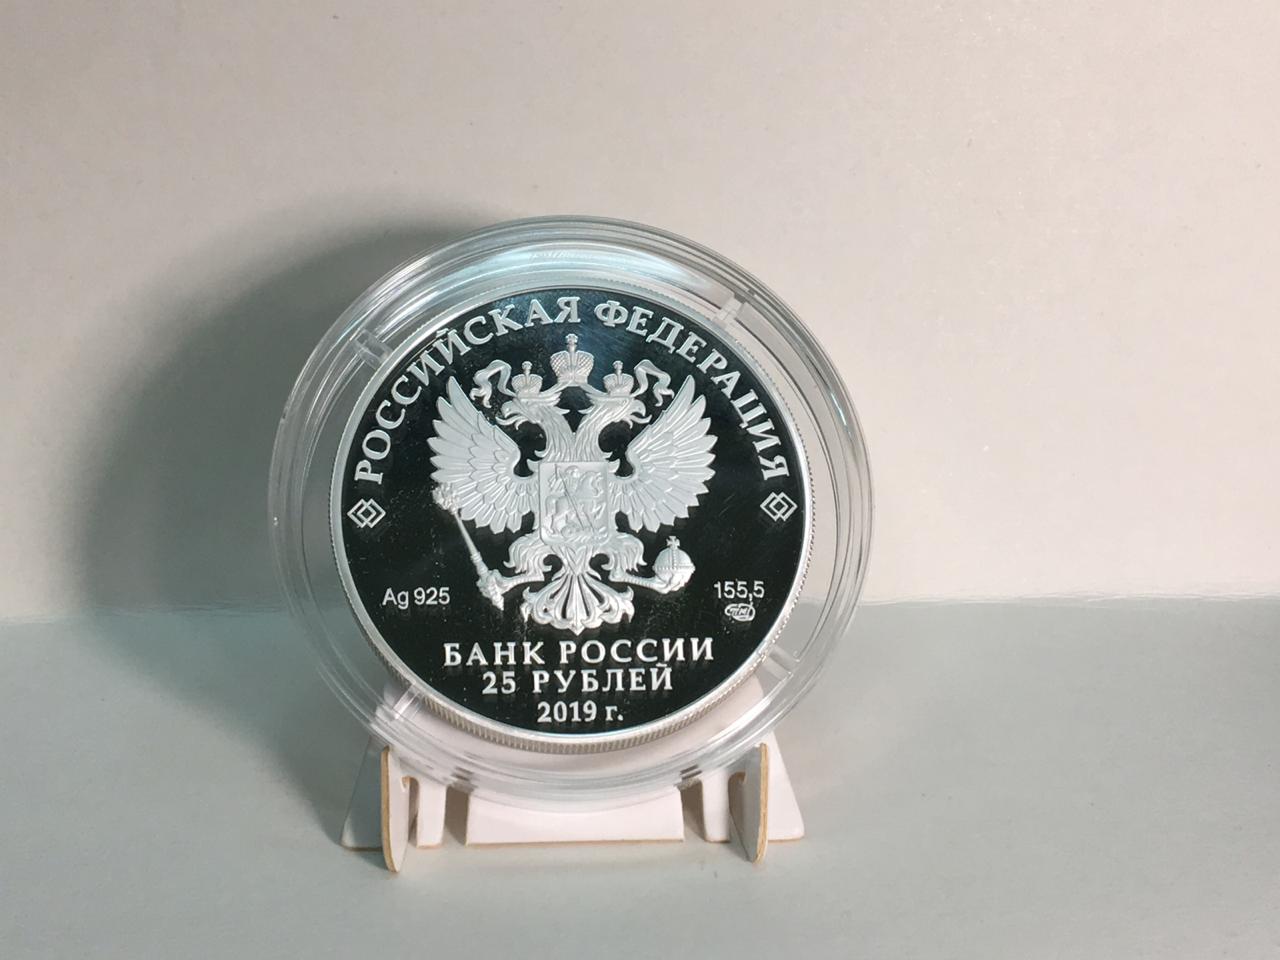 РОССИЙСКАЯ ФЕДЕРАЦИЯ
Ag 925
155,5
БАНК РОССИИ
25 РУБЛЕЙ
2019 г.